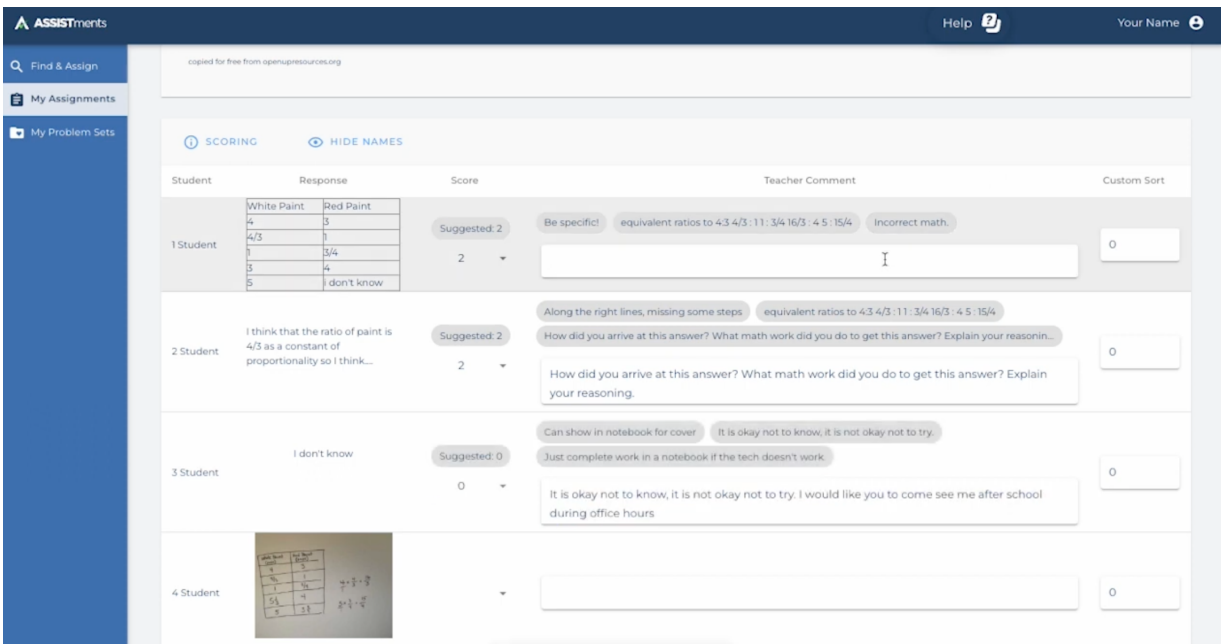 ASSISTments
Help
Your Name
Find & Assign
My Assignments
My Problem Sets
copied for free from openupresources.org
SCORING
HIDE NAMES
Student Response Score Teacher Comment Custom Sort
1 Student
White Paint Red Paint
4 3
4/3 1
1 3/4
3 4
5 i don't know
Suggested: 2
2
Be specific! equivalent ratios to 4:3 4/3 : 1 1 : 3/4 16/3 : 4 5 : 15/4 Incorrect math.
0
2 Student
I think that the ratio of paint is
4/3 as a constant of
proportionality so I think....
Suggested: 2
2
Along the right lines, missing some steps equivalent ratios to 4:3 4/3 : 1 1 : 3/4 16/3 : 4 5 : 15/4
How did you arrive at this answer? What math work did you do to get this answer? Explain your reasonin...
How did you arrive at this answer? What math work did you do to get this answer? Explain
your reasoning.
0
3 Student
I don't know
Suggested: 0
0
Can show in notebook for cover It is okay not to know, it is not okay not to try.
Just complete work in a notebook if the tech doesn't work.
It is okay not to know, it is not okay not to try. I would like you to come see me after school
during office hours
0
4 Student
0